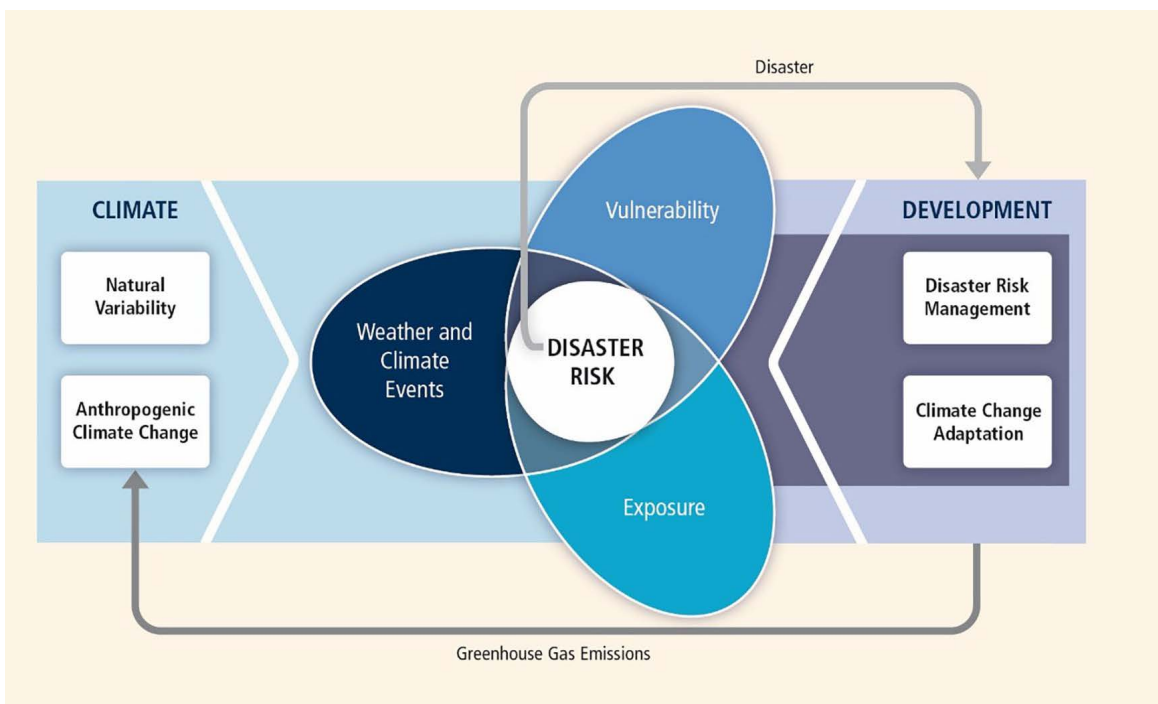 Disaster
CLIMATE
Natural
Variability
Anthropogenic
Climate Change
Weather and
Climate
Events
Vulnerability
DISASTER
RISK
Exposure
DEVELOPMENT
Disaster Risk
Management
Climate Change
Adaptation
Greenhouse Gas Emissions